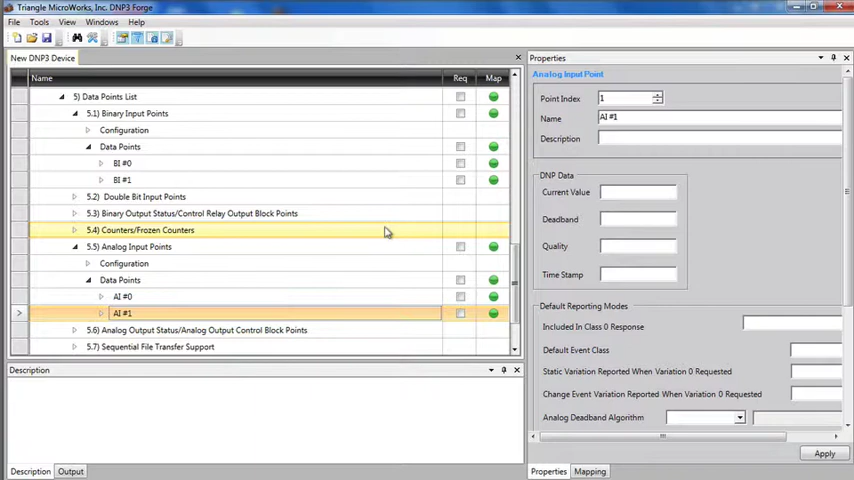 Triangle MicroWorks, Inc. DNP3 Forge
File Tools View Windows Help
New DNP3 Device
Name Req Map
5) Data Points List
5.1) Binary Input Points
Configuration
Data Points
BI #0
BI #1
5.2) Double Bit Input Points
5.3) Binary Output Status/Control Relay Output Block Points
5.4) Counters/Frozen Counters
5.5) Analog Input Points
Configuration
Data Points
AI #0
AI #1
5.6) Analog Output Status/Analog Output Control Block Points
5.7) Sequential File Transfer Support
Description
Description Output
Properties
Analog Input Point
Point Index 1
Name AI #1
Description
DNP Data
Current Value
Deadband
Quality
Time Stamp
Default Reporting Modes
Included In Class 0 Response
Default Event Class
Static Variation Reported When Variation 0 Requested
Change Event Variation Reported When Variation 0 Requested
Analog Deadband Algorithm
Apply
Properties Mapping